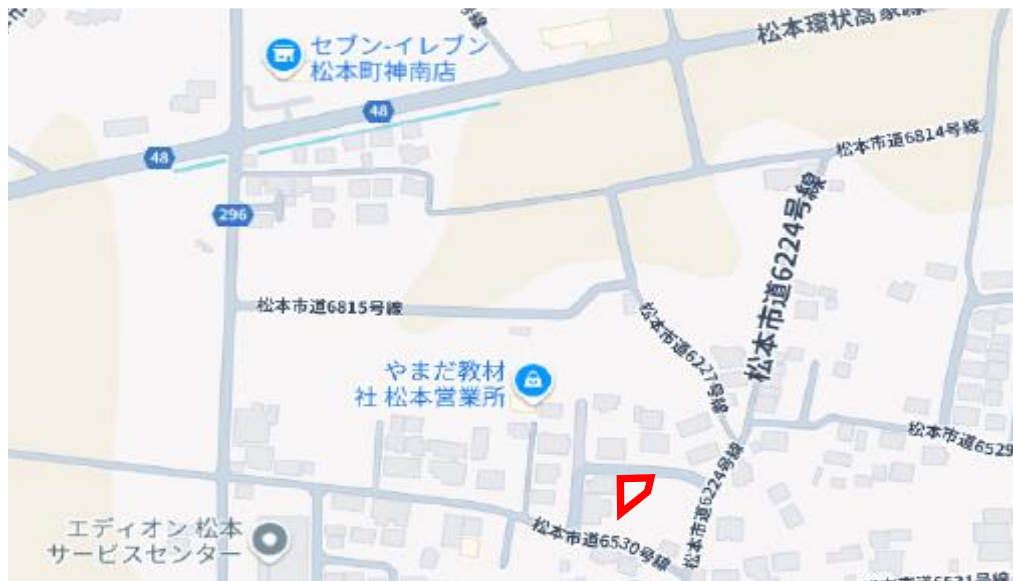 松本環状高家線
セブン-イレブン
松本町神南店
48
48
松本市道6814号線
296
松本市道6224号線
松本市道6815号線
松本市道6227号線
やまだ教材
社 松本営業所
松本市道6529
松本市道6224号線
エディオン 松本
サービスセンター
松本市道6530号線